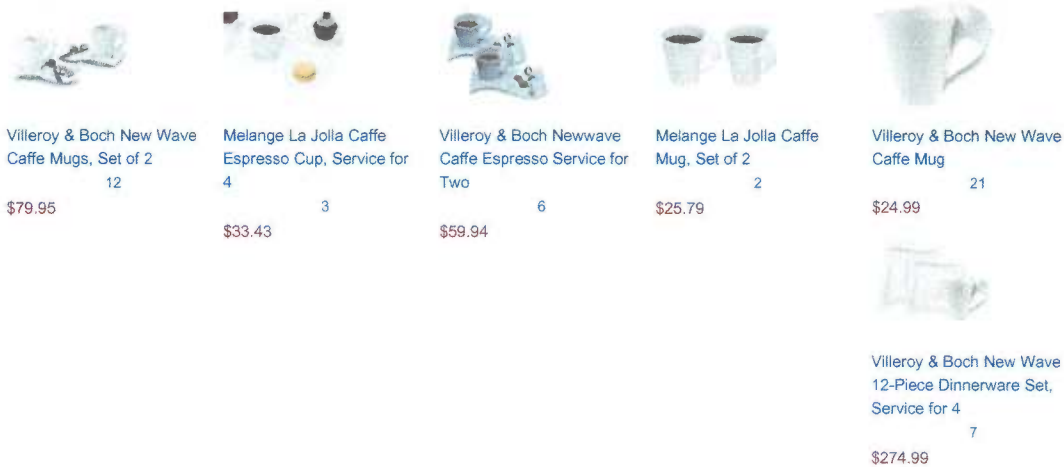 Villeroy & Boch New Wave
Caffe Mugs, Set of 2
12
$79.95
Melange La Jolla Caffe
Espresso Cup, Service for
4
3
$33.43
Villeroy & Boch Newwave
Caffe Espresso Service for
Two
6
$59.94
Melange La Jolla Caffe
Mug, Set of 2
2
$25.79
Villeroy & Boch New Wave
Caffe Mug
21
$24.99
Villeroy & Boch New Wave
12-Piece Dinnerware Set,
Service for 4
7
$274.99